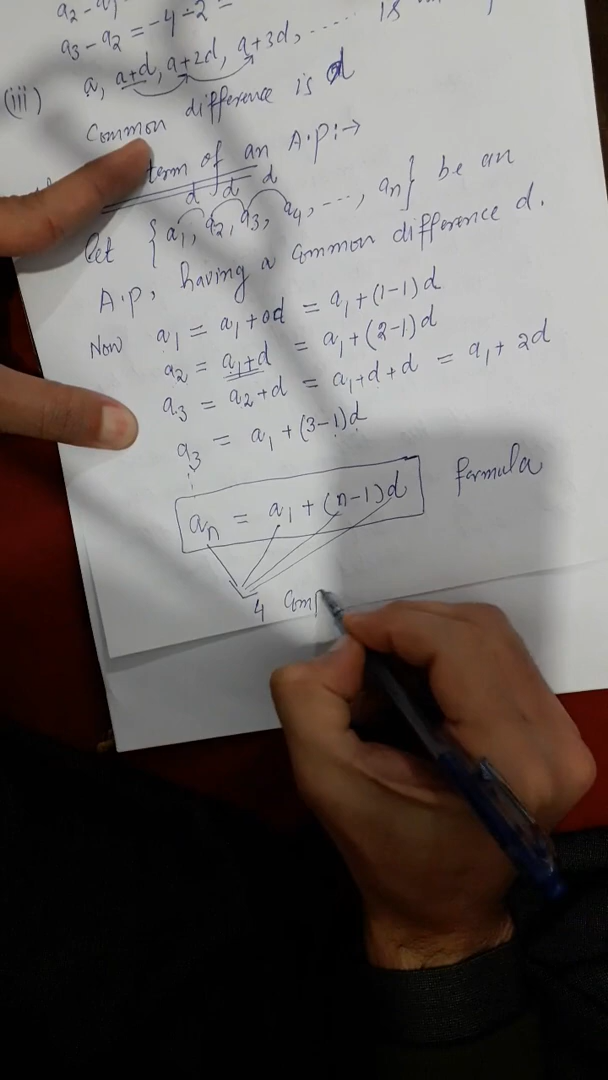 a₃ - a₂ = -4 - 2 =
(iii) a, a+d, a+2d, a+3d, ..... is
Common difference is d
term of an A.P:→
d d d
Let {a₁, a₂, a₃, a₄, ..., aₙ} be an
A.P, having a Common difference d.
Now a₁ = a₁+0d = a₁+(1-1)d
a₂ = a₁+d = a₁+(2-1)d
a₃ = a₂+d = a₁+d+d = a₁+2d
a₃ = a₁+(3-1)d
⋮
aₙ = a₁+(n-1)d formula
4 Comp